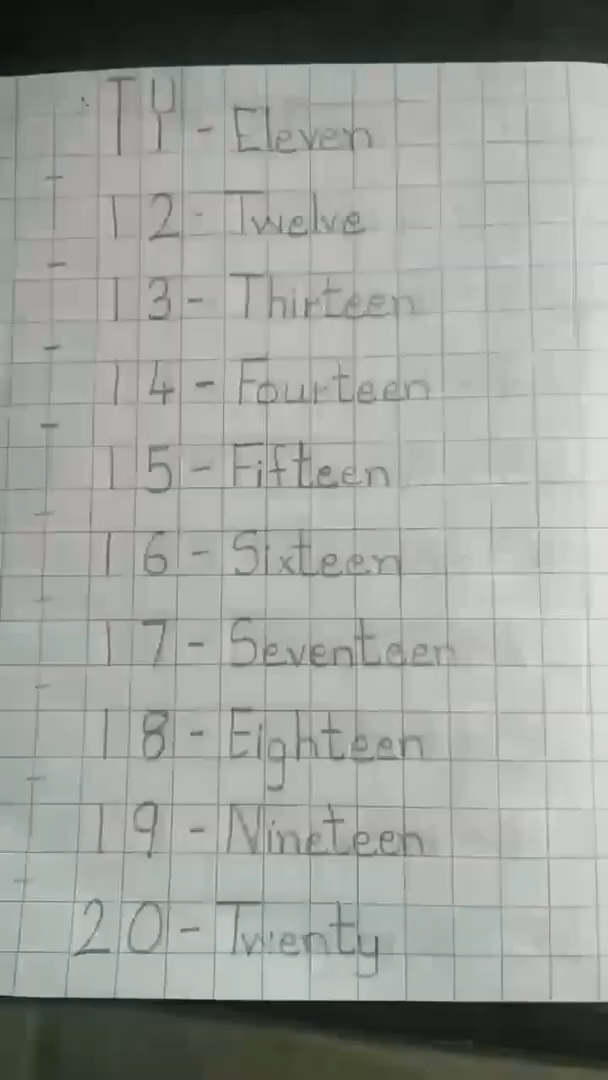 TY - Eleven
12 - Twelve
13 - Thirteen
14 - Fourteen
15 - Fifteen
16 - Sixteen
17 - Seventeen
18 - Eighteen
19 - Nineteen
20 - Twenty